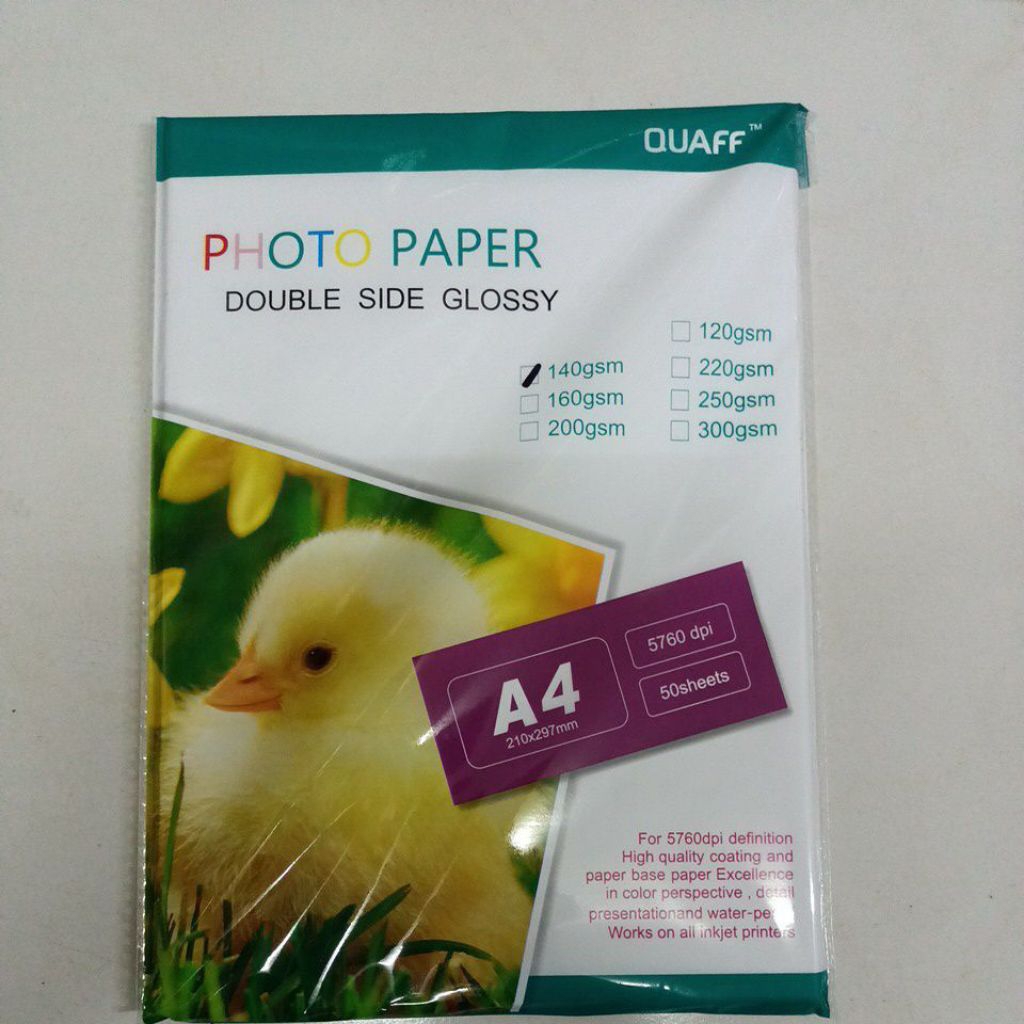 QUAFF™
PHOTO PAPER
DOUBLE SIDE GLOSSY
120gsm
140gsm 220gsm
160gsm 250gsm
200gsm 300gsm
5760 dpi
A4
50sheets
210x297mm
For 5760dpi definition
High quality coating and
paper base paper Excellence
in color perspective , detail
presentationand
Works on all inkjet printers